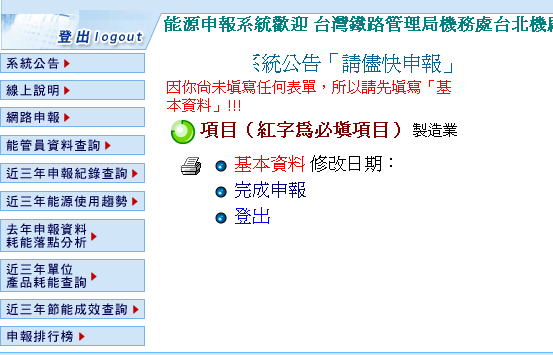 登出logout
系統公告
線上說明
網路申報
能管員資料查詢
近三年申報紀錄查詢
近三年能源使用趨勢
去年申報資料
耗能落點分析
近三年單位
產品耗能查詢
近三年節能成效查詢
申報排行榜
能源申報系統歡迎 台灣鐵路管理局機務處台北機
系統公告「請儘快申報」
因你尚未填寫任何表單，所以請先填寫「基
本資料」!!!
項目（紅字為必填項目） 製造業
基本資料 修改日期：
完成申報
登出